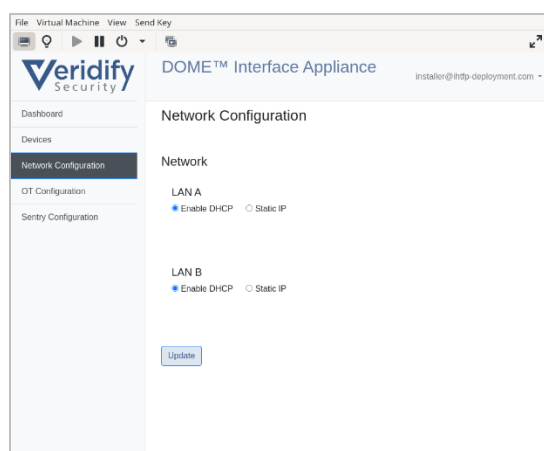 File Virtual Machine View Send Key
Veridify
Security
DOME™ Interface Appliance
installer@ihtfp-deployment.com
Dashboard
Devices
Network Configuration
OT Configuration
Sentry Configuration
Network Configuration
Network
LAN A
Enable DHCP Static IP
LAN B
Enable DHCP Static IP
Update